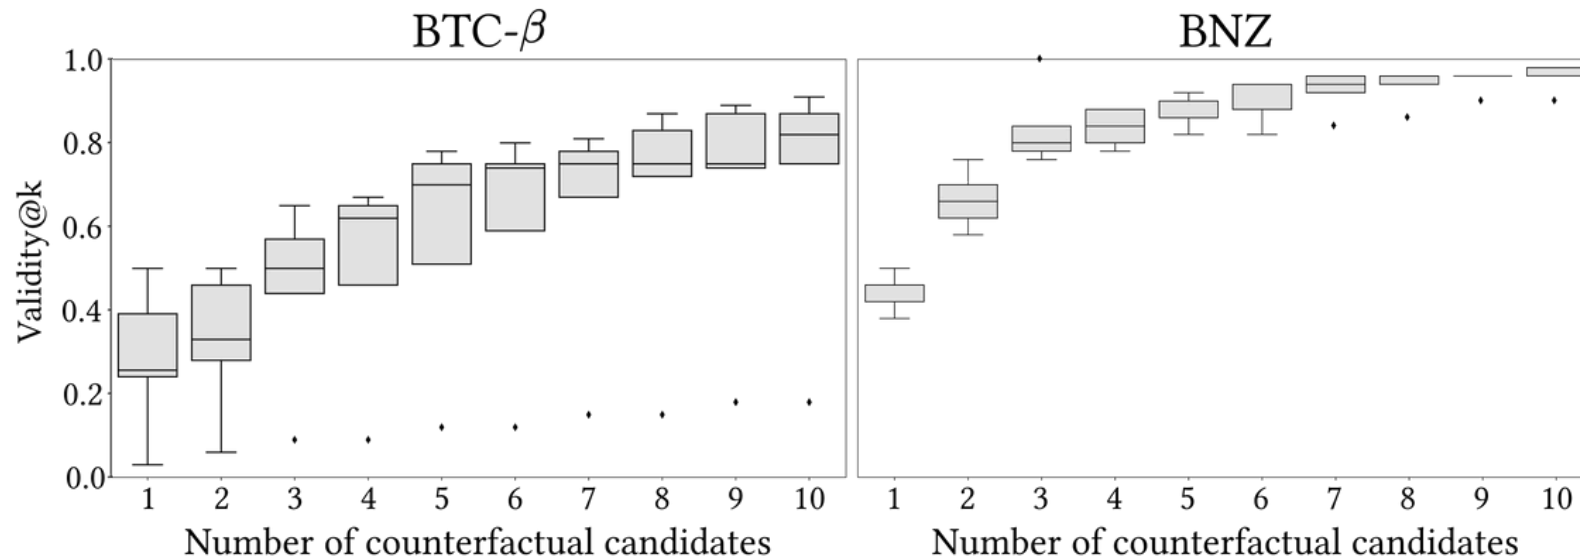 BTC-β BNZ
Validity@k
1.0
0.8
0.6
0.4
0.2
0.0
1 2 3 4 5 6 7 8 9 10 1 2 3 4 5 6 7 8 9 10
Number of counterfactual candidates Number of counterfactual candidates